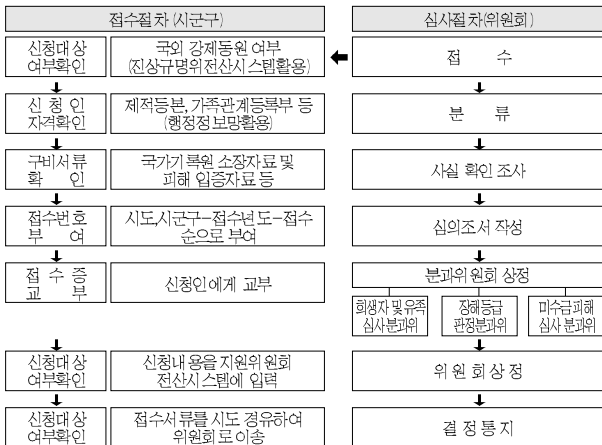 접수절차 (시군구)
신청대상
여부확인
국외 강제동원 여부
(진상규명위전산시스템활용)
신 청 인
자격확인
제적등본, 가족관계등록부 등
(행정정보망활용)
구비서류
확 인
국가기록원 소장자료 및
피해 입증자료 등
접수번호
부 여
시도,시군구-접수년도-접수
순으로 부여
접 수 증
교 부
신청인에게 교부
신청대상
여부확인
신청내용을 지원위원회
전산시스템에 입력
신청대상
여부확인
접수서류를 시도 경유하여
위원회로 이송
심사절차(위원회)
접 수
분 류
사실 확인 조사
심의조서 작성
분과위원회 상정
희생자 및 유족
심사 분과위
장해등급
판정분과위
미수금피해
심사 분과위
위원회상정
결정통지